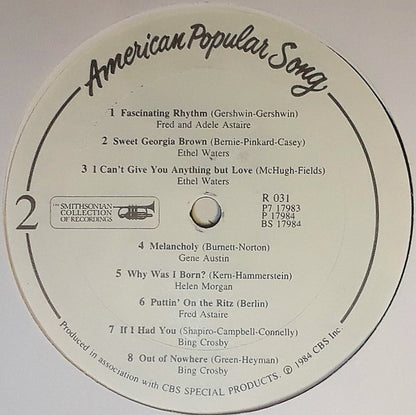 American Popular Song
1 Fascinating Rhythm (Gershwin-Gershwin)
Fred and Adele Astaire
2 Sweet Georgia Brown (Bernie-Pinkard-Casey)
Ethel Waters
3 I Can't Give You Anything but Love (McHugh-Fields)
Ethel Waters
2
THE SMITHSONIAN
COLLECTION
OF RECORDINGS
R 031
P7 17983
P 17984
BS 17984
4 Melancholy (Burnett-Norton)
Gene Austin
5 Why Was I Born? (Kern-Hammerstein)
Helen Morgan
6 Puttin' On the Ritz (Berlin)
Fred Astaire
7 If I Had You (Shapiro-Campbell-Connelly)
Bing Crosby
8 Out of Nowhere (Green-Heyman)
Bing Crosby
Produced in association with CBS SPECIAL PRODUCTS. ℗ 1984 CBS Inc.